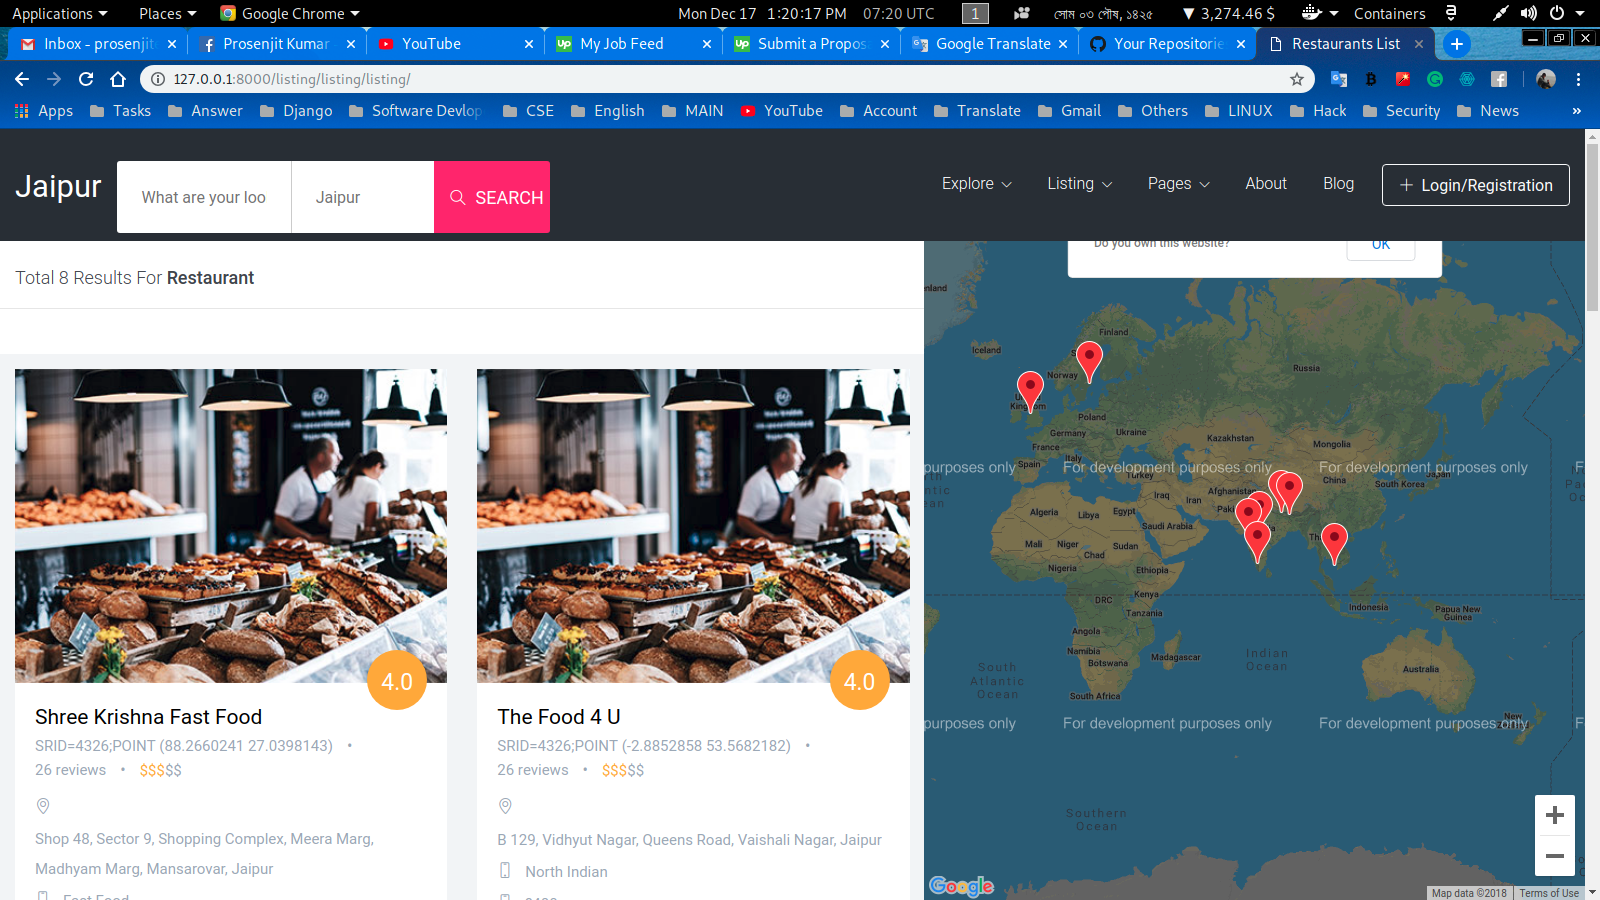 Applications Places Google Chrome Mon Dec 17 1:20:17 PM 07:20 UTC 1 সোম ০৩ পৌষ, ১৪২৫ ▼ 3,274.46 $ Containers
Inbox - prosenjit Prosenjit Kumar YouTube My Job Feed Submit a Propos Google Translate Your Repositorie Restaurants List
127.0.0.1:8000/listing/listing/listing/
Apps Tasks Answer Django Software Devlop CSE English MAIN YouTube Account Translate Gmail Others LINUX Hack Security News »
Jaipur What are your loo Jaipur SEARCH Explore Listing Pages About Blog + Login/Registration
Total 8 Results For Restaurant
Do you own this website? OK
4.0
Shree Krishna Fast Food
SRID=4326;POINT (88.2660241 27.0398143) •
26 reviews • $$$$$
Shop 48, Sector 9, Shopping Complex, Meera Marg,
Madhyam Marg, Mansarovar, Jaipur
Fast Food
4.0
The Food 4 U
SRID=4326;POINT (-2.8852858 53.5682182) •
26 reviews • $$$$$
B 129, Vidhyut Nagar, Queens Road, Vaishali Nagar, Jaipur
North Indian
nland
Finland
Iceland
Norway
Russia
Kingdom
Poland
Germany
Ukraine
France
Kazakhstan
Mongolia
Italy
Spain
purposes only For development purposes only For development purposes only F
Turkey
China
Japan
South Korea
Iraq
Iran
Afghanistan
Algeria
Libya
Egypt
Saudi Arabia
Mali
Niger
Chad
Sudan
Nigeria
Ethiopia
DRC
Kenya
Tanzania
Indonesia
Papua New
Guinea
Angola
Namibia
Botswana
Madagascar
Indian
Ocean
South
Atlantic
Ocean
Australia
South Africa
purposes only For development purposes only For development purposes only F
New
Southern
Ocean
Google
Map data ©2018 Terms of Use